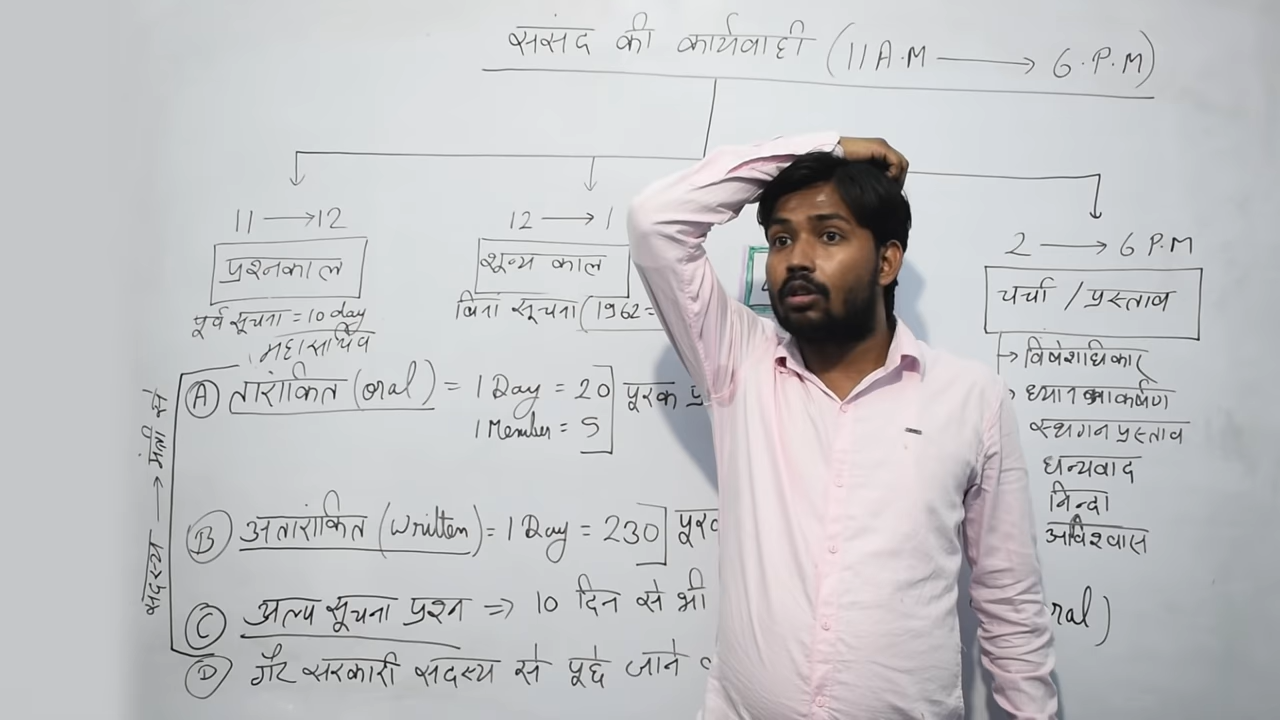 संसद की कार्यवाही (11 A.M → 6.P.M)
11 → 12
प्रश्नकाल
पूर्व सूचना = 10 day
महासचिव
12 → 1
शून्य काल
बिना सूचना (1962 =
2 → 6 P.M
चर्चा / प्रस्ताव
विशेशाधिकार
ध्यान आकर्षण
स्थगन प्रस्ताव
धन्यवाद
निन्दा
अविश्वास
सदस्य → मंत्री से
A तारांकित (oral) = 1 Day = 20] पूरक
1 Member = 5
B अतारांकित (written) = 1 Day = 230]
C अल्प सूचना प्रश्न ⇒ 10 दिन से भी
D गैर सरकारी सदस्य से पूछे जाने